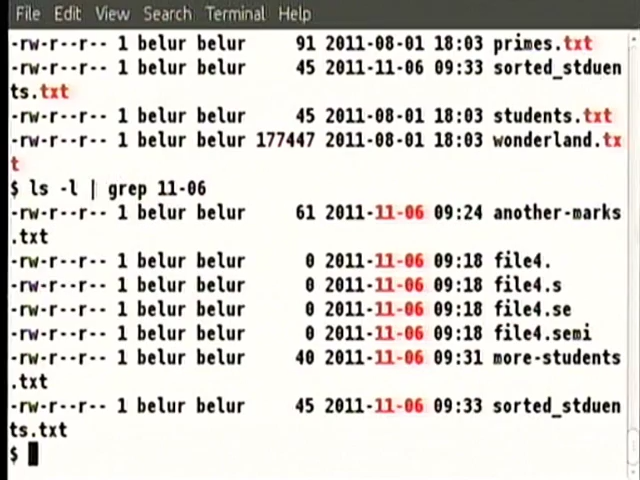 File Edit View Search Terminal Help
-rw-r--r-- 1 belur belur     91 2011-08-01 18:03 primes.txt
-rw-r--r-- 1 belur belur     45 2011-11-06 09:33 sorted_stduen
ts.txt
-rw-r--r-- 1 belur belur     45 2011-08-01 18:03 students.txt
-rw-r--r-- 1 belur belur 177447 2011-08-01 18:03 wonderland.tx
t
$ ls -l | grep 11-06
-rw-r--r-- 1 belur belur     61 2011-11-06 09:24 another-marks
.txt
-rw-r--r-- 1 belur belur      0 2011-11-06 09:18 file4.
-rw-r--r-- 1 belur belur      0 2011-11-06 09:18 file4.s
-rw-r--r-- 1 belur belur      0 2011-11-06 09:18 file4.se
-rw-r--r-- 1 belur belur      0 2011-11-06 09:18 file4.semi
-rw-r--r-- 1 belur belur     40 2011-11-06 09:31 more-students
.txt
-rw-r--r-- 1 belur belur     45 2011-11-06 09:33 sorted_stduen
ts.txt
$